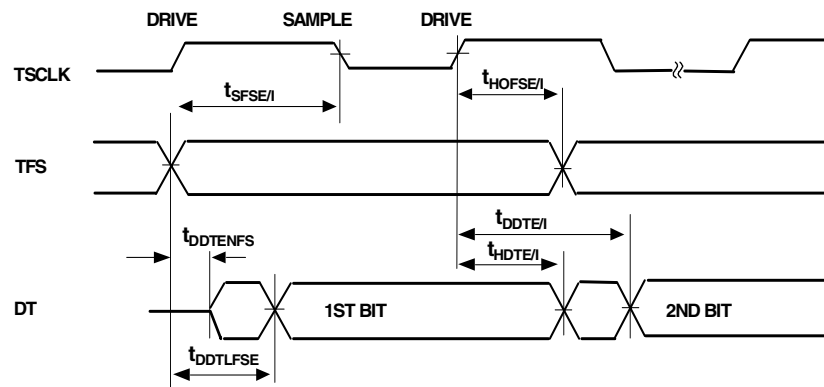 DRIVE SAMPLE DRIVE
TSCLK
tSFSE/I tHOFSE/I
TFS
tDDTENFS tDDTE/I
tHDTE/I
DT 1ST BIT 2ND BIT
tDDTLFSE